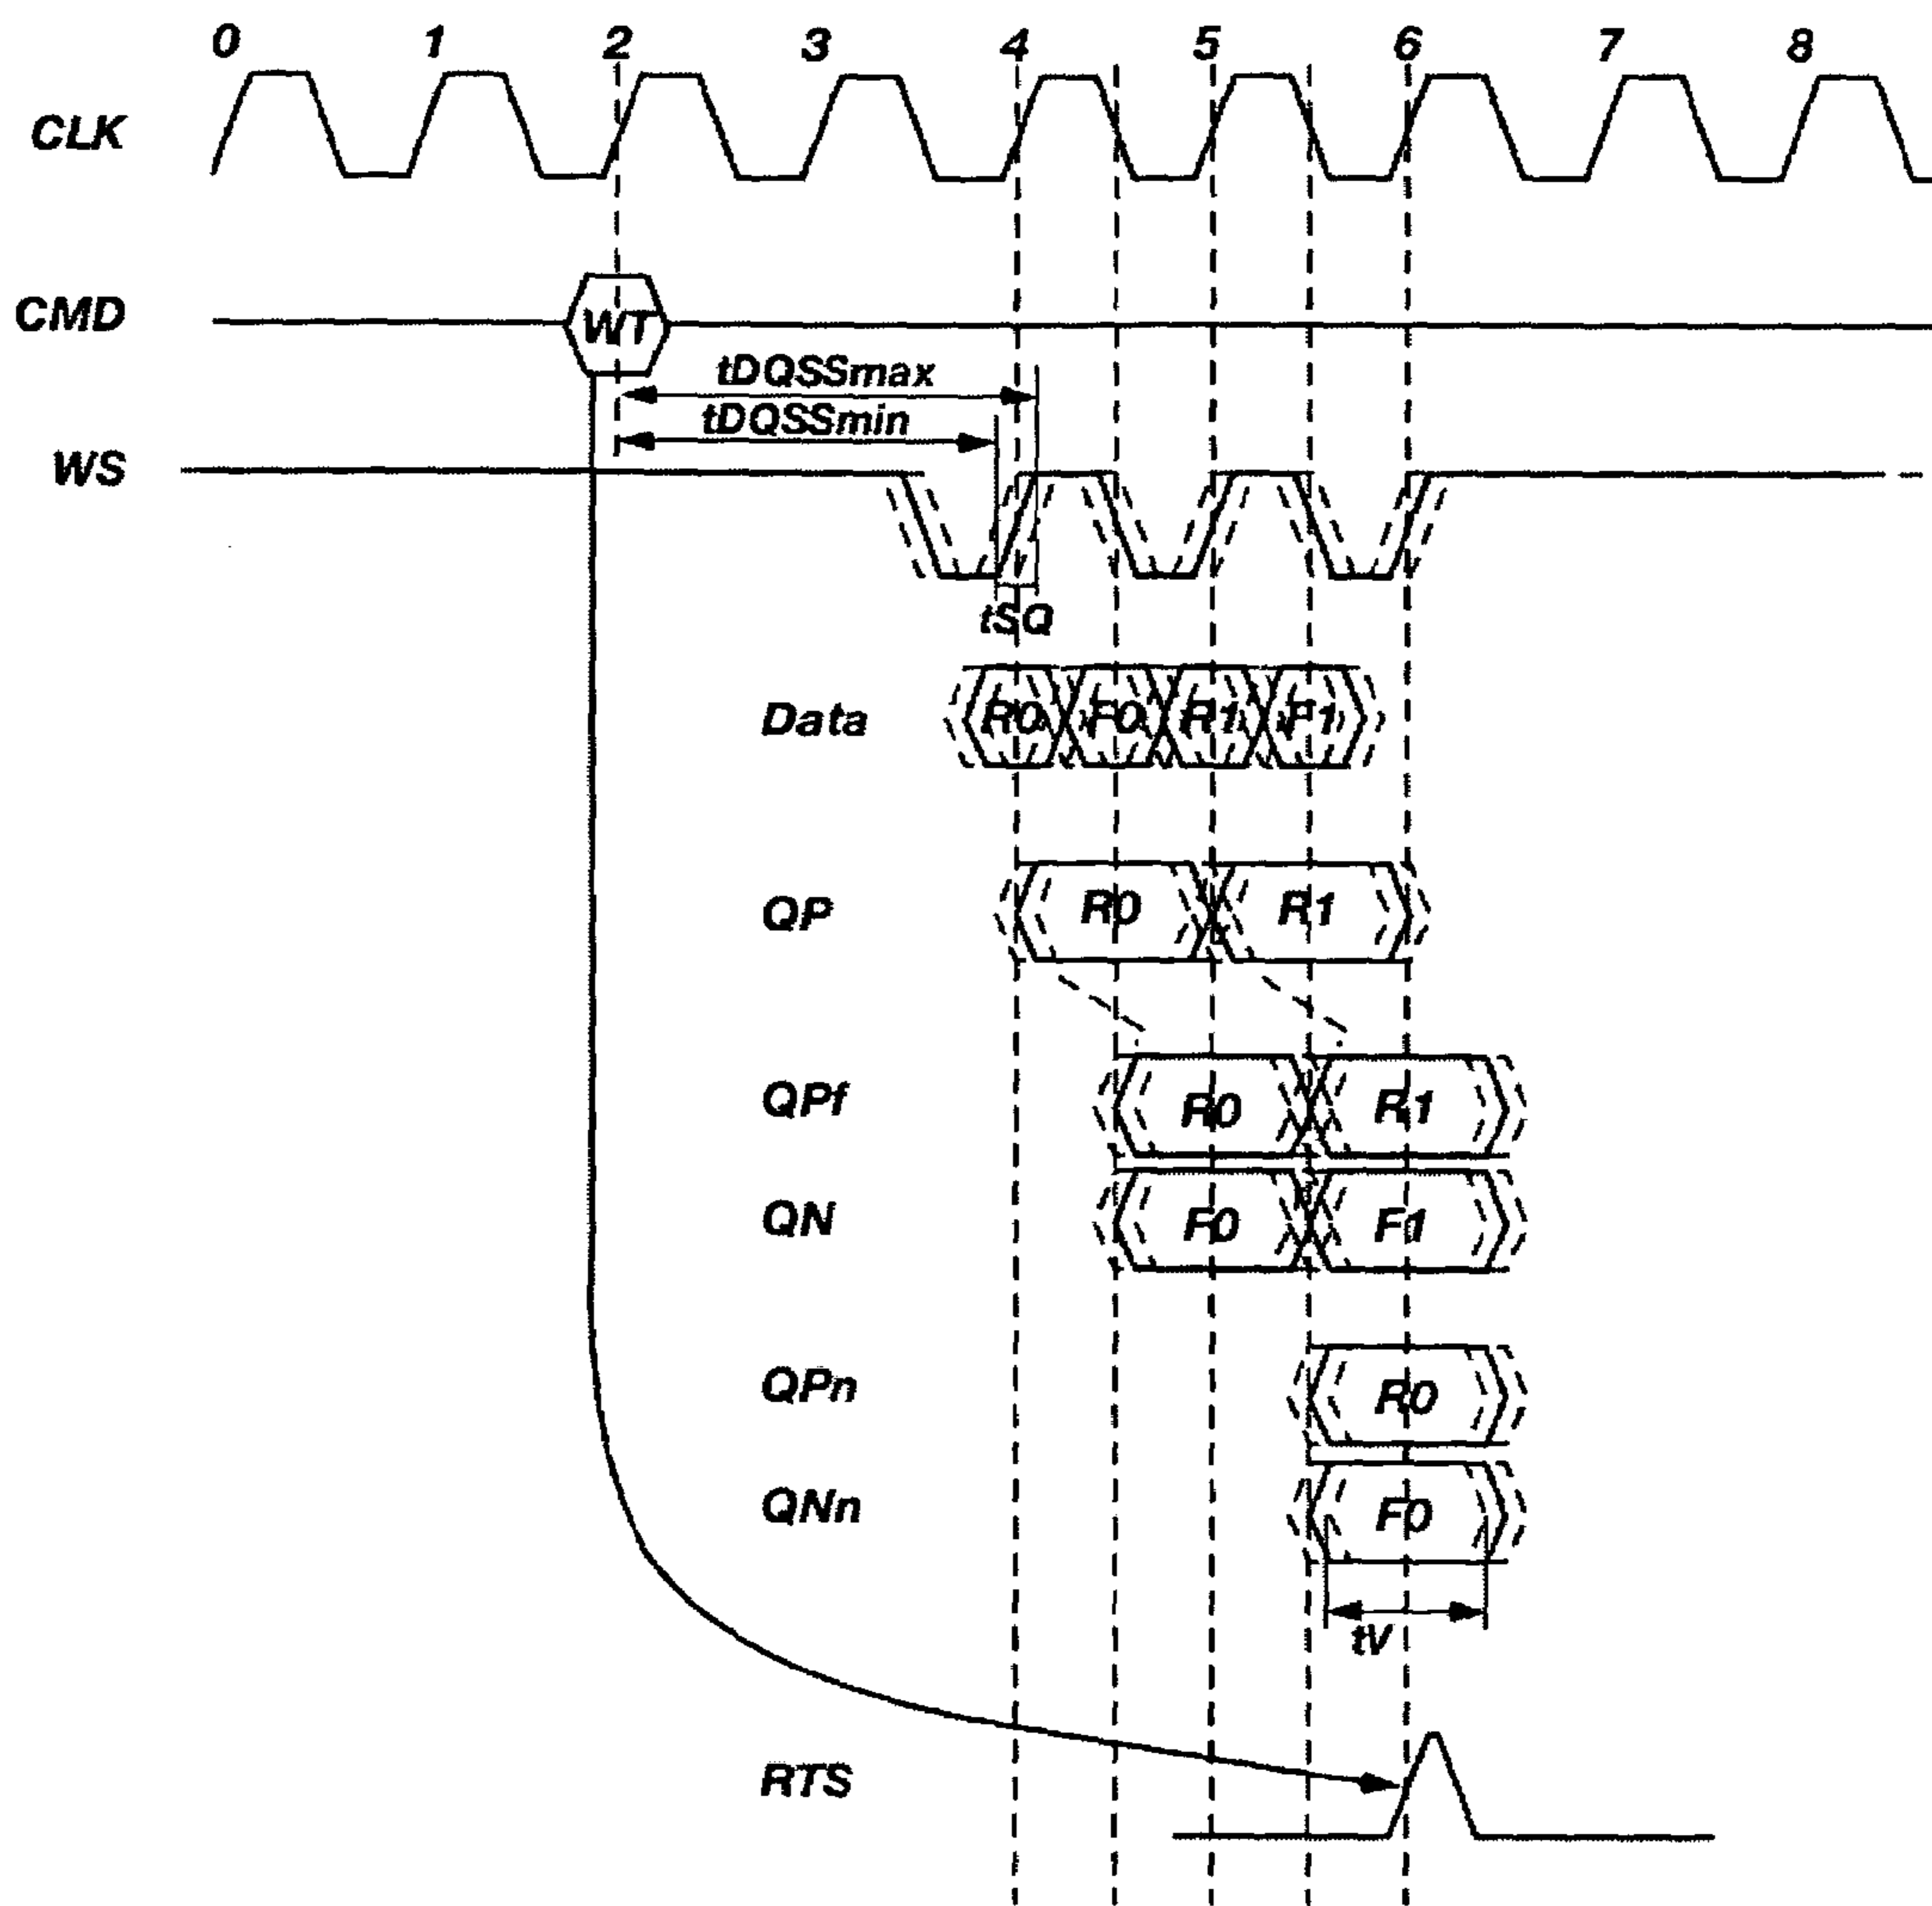 0 1 2 3 4 5 6 7 8
CLK
CMD WT
tDQSSmax
tDQSSmin
WS
tSQ
Data R0 F0 R1 F1
QP R0 R1
QPf R0 R1
QN F0 F1
QPn R0
QNn F0
tV
RTS